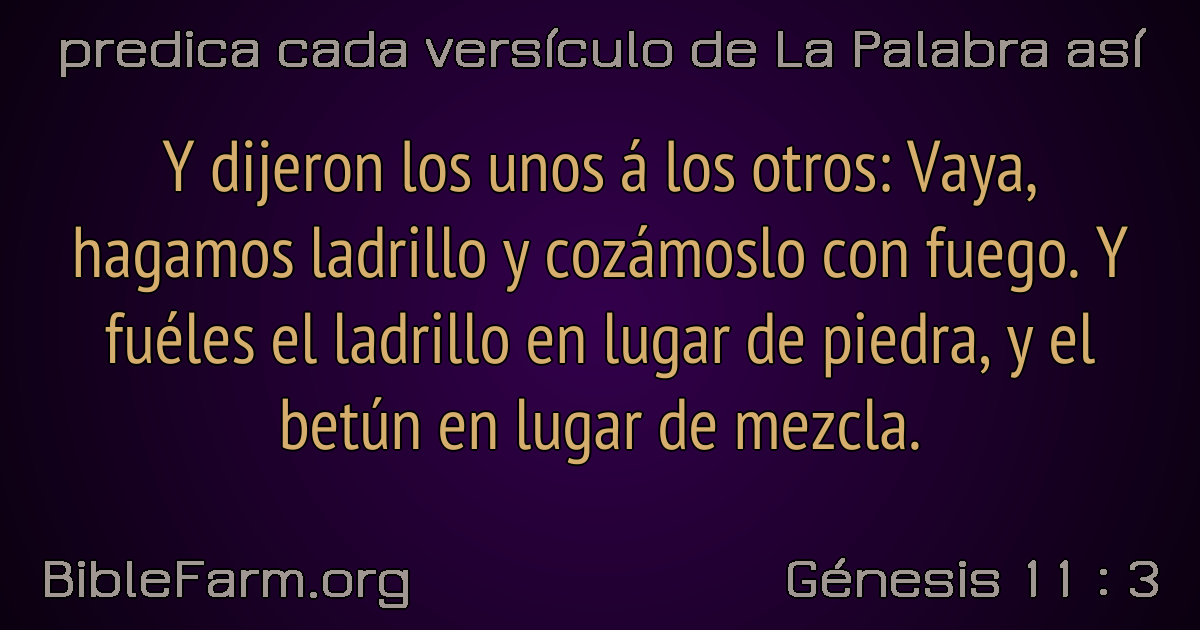 predica cada versículo de La Palabra así
Y dijeron los unos á los otros: Vaya,
hagamos ladrillo y cozámoslo con fuego. Y
fuéles el ladrillo en lugar de piedra, y el
betún en lugar de mezcla.
BibleFarm.org
Génesis 11 : 3